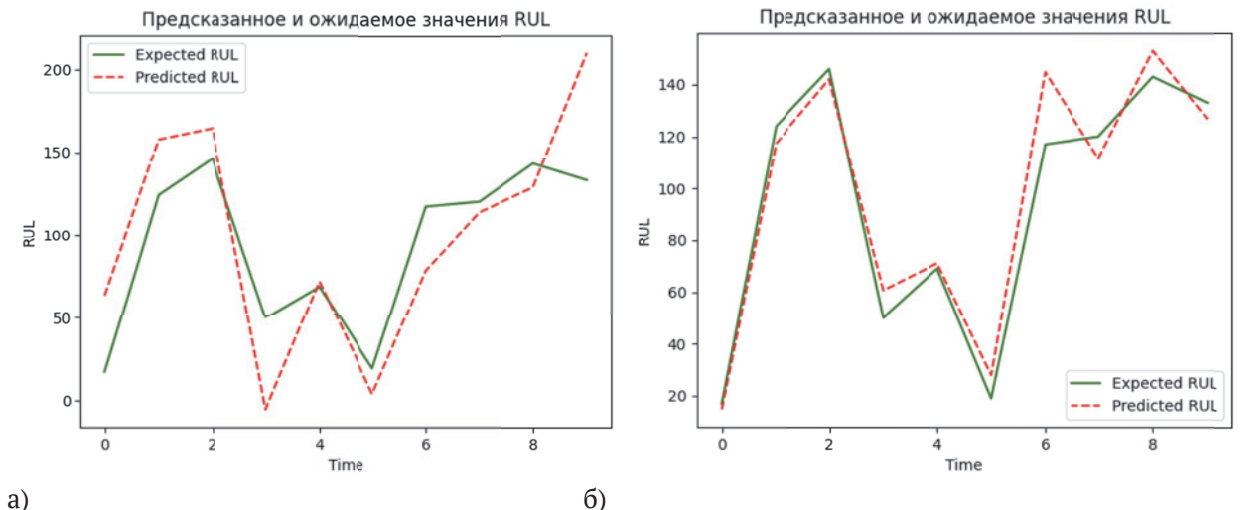 Предсказанное и ожидаемое значения RUL
Expected RUL
Predicted RUL
200
150
100
50
0
RUL
0 2 4 6 8
Time
а)
Предсказанное и ожидаемое значения RUL
140
120
100
80
60
40
20
RUL
Expected RUL
Predicted RUL
0 2 4 6 8
Time
б)